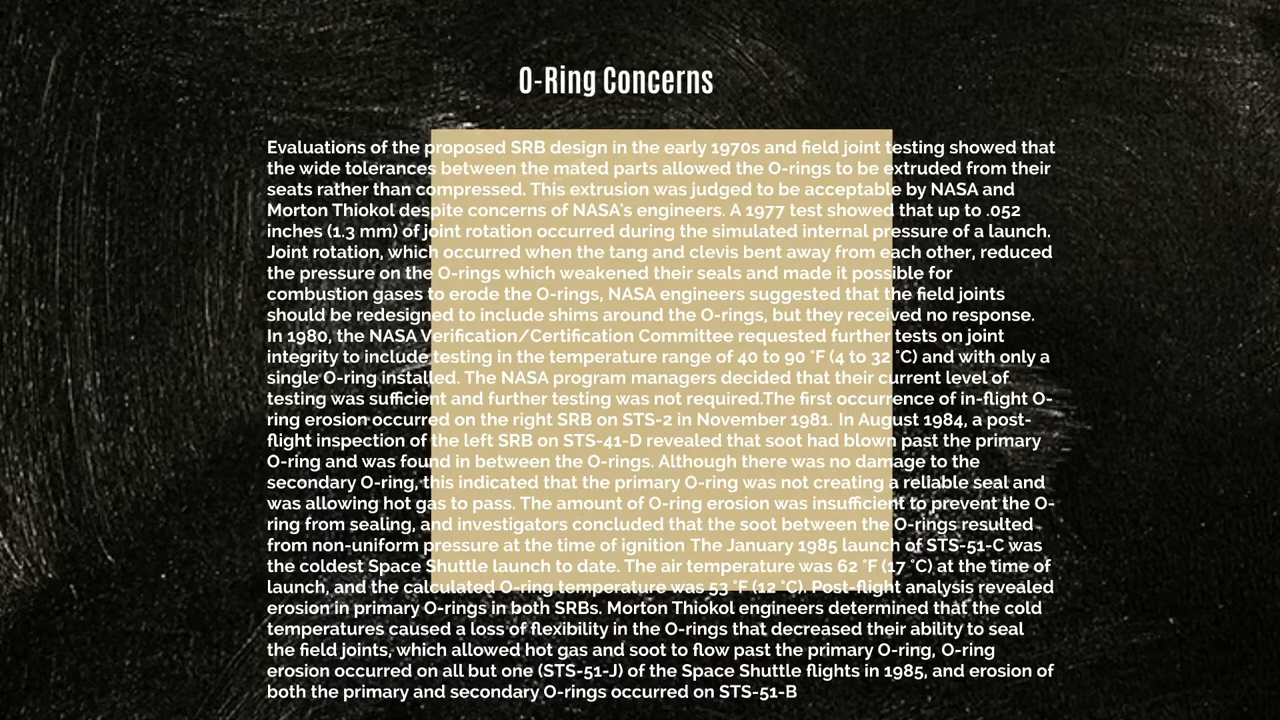 O-Ring Concerns
Evaluations of the proposed SRB design in the early 1970s and field joint testing showed that
the wide tolerances between the mated parts allowed the O-rings to be extruded from their
seats rather than compressed. This extrusion was judged to be acceptable by NASA and
Morton Thiokol despite concerns of NASA's engineers. A 1977 test showed that up to .052
inches (1.3 mm) of joint rotation occurred during the simulated internal pressure of a launch.
Joint rotation, which occurred when the tang and clevis bent away from each other, reduced
the pressure on the O-rings which weakened their seals and made it possible for
combustion gases to erode the O-rings, NASA engineers suggested that the field joints
should be redesigned to include shims around the O-rings, but they received no response.
In 1980, the NASA Verification/Certification Committee requested further tests on joint
integrity to include testing in the temperature range of 40 to 90 °F (4 to 32 °C) and with only a
single O-ring installed. The NASA program managers decided that their current level of
testing was sufficient and further testing was not required.The first occurrence of in-flight O-
ring erosion occurred on the right SRB on STS-2 in November 1981. In August 1984, a post-
flight inspection of the left SRB on STS-41-D revealed that soot had blown past the primary
O-ring and was found in between the O-rings. Although there was no damage to the
secondary O-ring, this indicated that the primary O-ring was not creating a reliable seal and
was allowing hot gas to pass. The amount of O-ring erosion was insufficient to prevent the O-
ring from sealing, and investigators concluded that the soot between the O-rings resulted
from non-uniform pressure at the time of ignition The January 1985 launch of STS-51-C was
the coldest Space Shuttle launch to date. The air temperature was 62 °F (17 °C) at the time of
launch, and the calculated O-ring temperature was 53 °F (12 °C). Post-flight analysis revealed
erosion in primary O-rings in both SRBs. Morton Thiokol engineers determined that the cold
temperatures caused a loss of flexibility in the O-rings that decreased their ability to seal
the field joints, which allowed hot gas and soot to flow past the primary O-ring, O-ring
erosion occurred on all but one (STS-51-J) of the Space Shuttle flights in 1985, and erosion of
both the primary and secondary O-rings occurred on STS-51-B